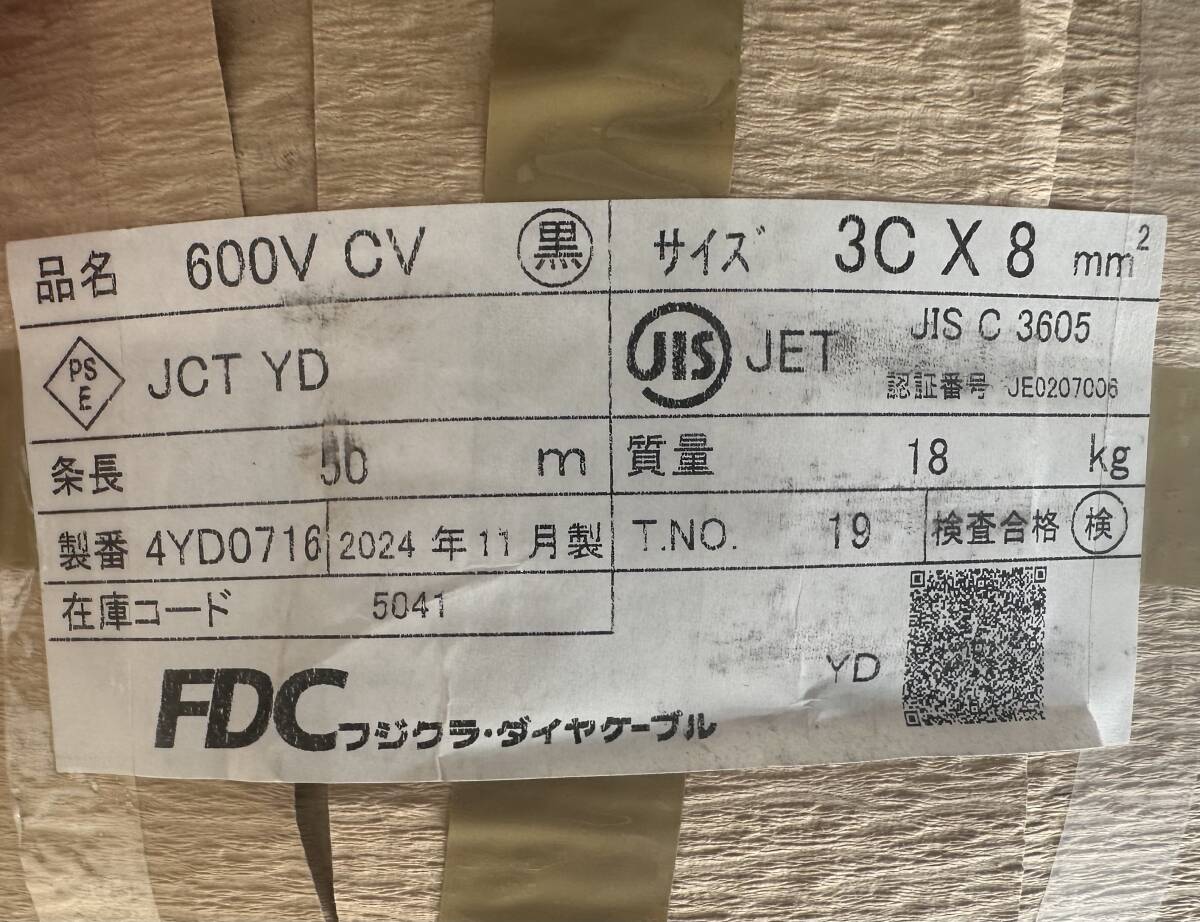 品名 600V CV 黒 サイズ 3C X 8 mm²
PS E JCT YD JIS JET JIS C 3605
認証番号 JE0207006
条長 50 m 質量 18 kg
製番 4YD0716 2024 年 11 月製 T.NO. 19 検査合格 検
在庫コード 5041
YD
FDC フジクラ・ダイヤケーブル